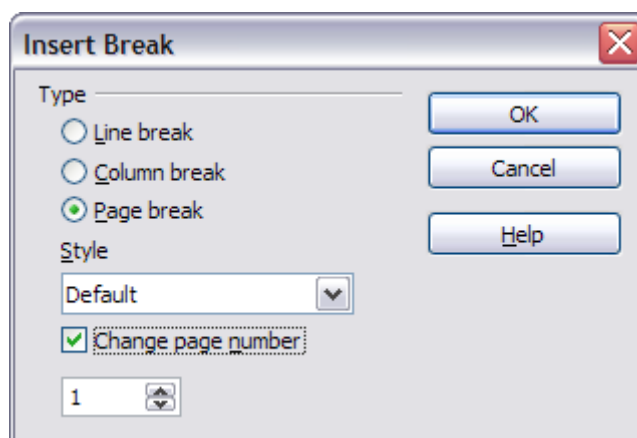 Insert Break
Type
OK
Line break
Cancel
Column break
Page break
Help
Style
Default
Change page number
1